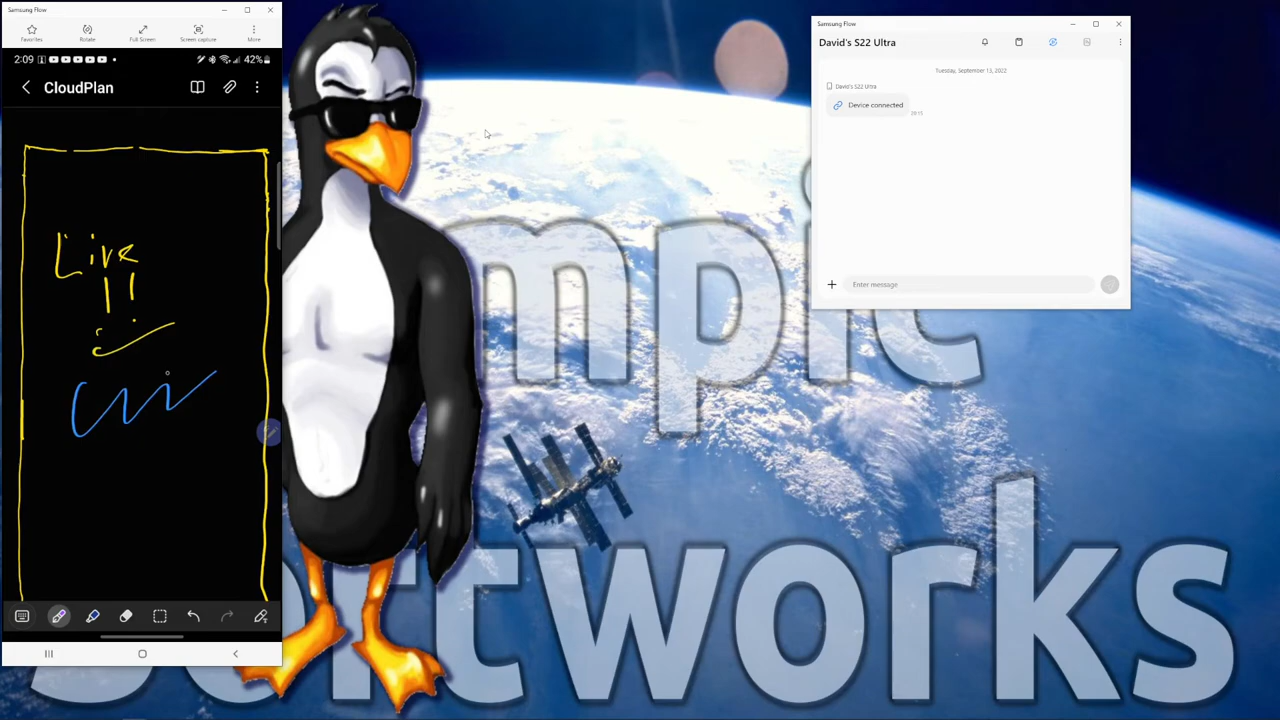 Samsung Flow
Favorites
Rotate
Full Screen
Screen capture
More
2:09
42%
CloudPlan
Live
!!
Samsung Flow
David's S22 Ultra
Tuesday, September 13, 2022
David's S22 Ultra
Device connected
Enter message
mpic
Softworks